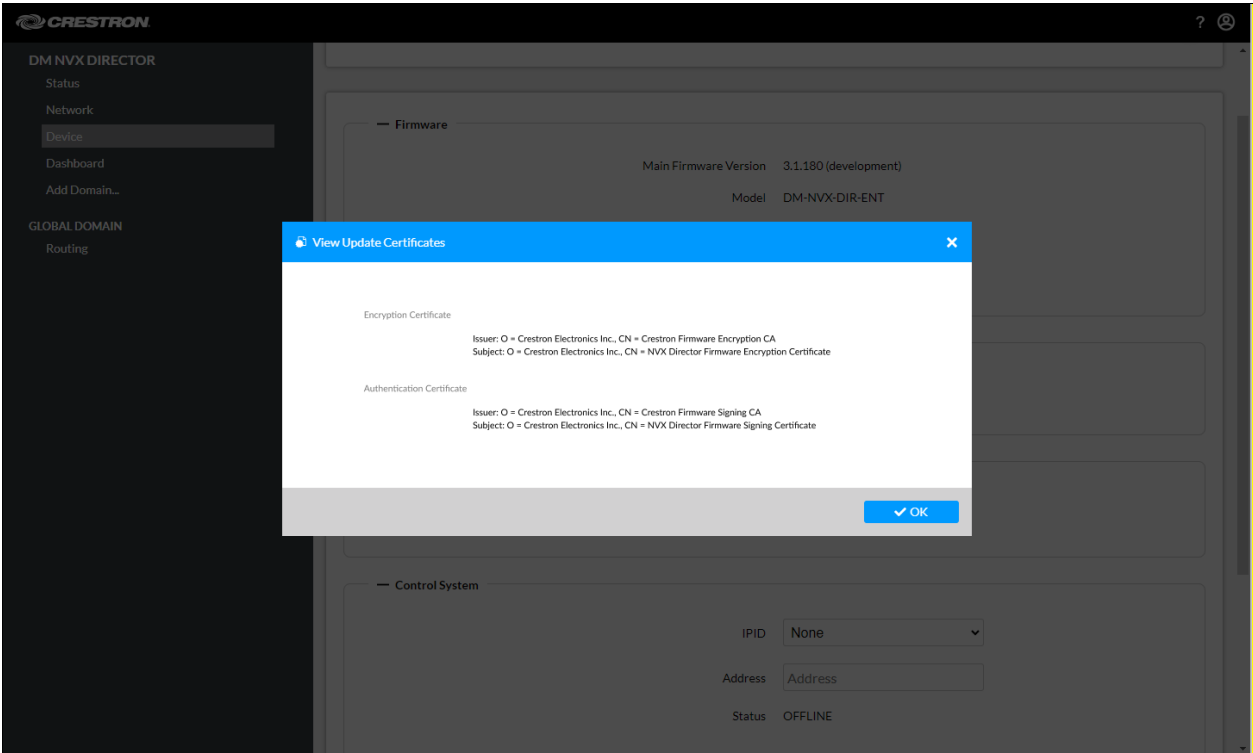 CRESTRON
?
DM NVX DIRECTOR
Status
Network
Device
Dashboard
Add Domain...
GLOBAL DOMAIN
Routing
Firmware
Main Firmware Version 3.1.180 (development)
Model DM-NVX-DIR-ENT
View Update Certificates
Encryption Certificate
Issuer: O = Crestron Electronics Inc., CN = Crestron Firmware Encryption CA
Subject: O = Crestron Electronics Inc., CN = NVX Director Firmware Encryption Certificate
Authentication Certificate
Issuer: O = Crestron Electronics Inc., CN = Crestron Firmware Signing CA
Subject: O = Crestron Electronics Inc., CN = NVX Director Firmware Signing Certificate
OK
Control System
IPID None
Address Address
Status OFFLINE